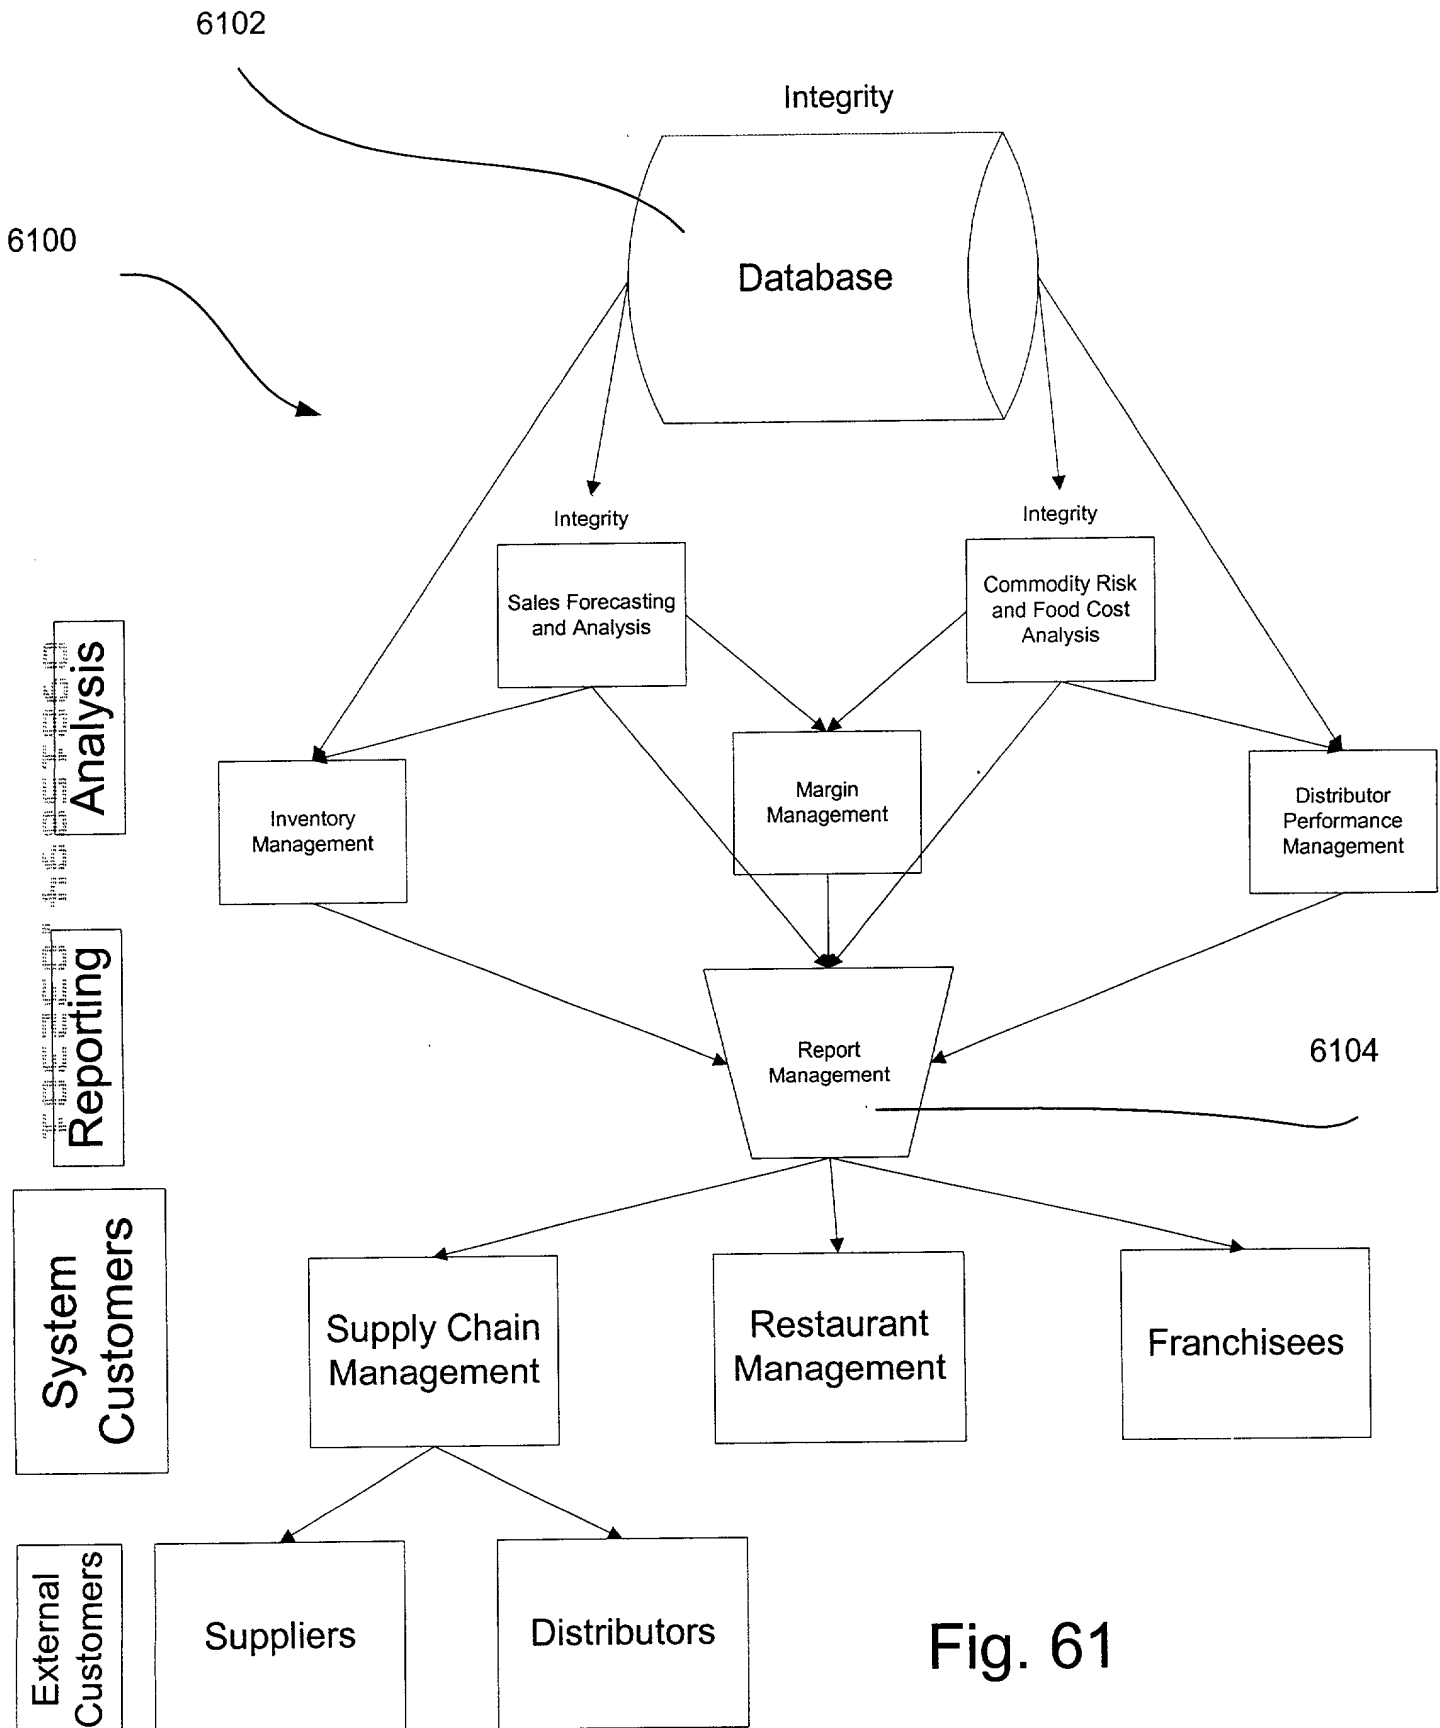 6102
Integrity
6100
Database
Integrity
Integrity
Sales Forecasting
and Analysis
Commodity Risk
and Food Cost
Analysis
Analysis
Inventory
Management
Margin
Management
Distributor
Performance
Management
Reporting
Report
Management
6104
System
Customers
Supply Chain
Management
Restaurant
Management
Franchisees
External
Customers
Suppliers
Distributors
Fig. 61